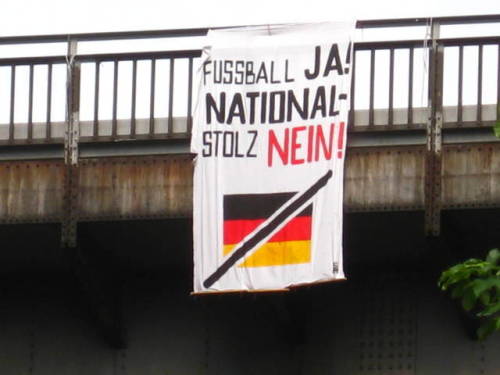 FUSSBALL JA!
NATIONAL-
STOLZ NEIN!